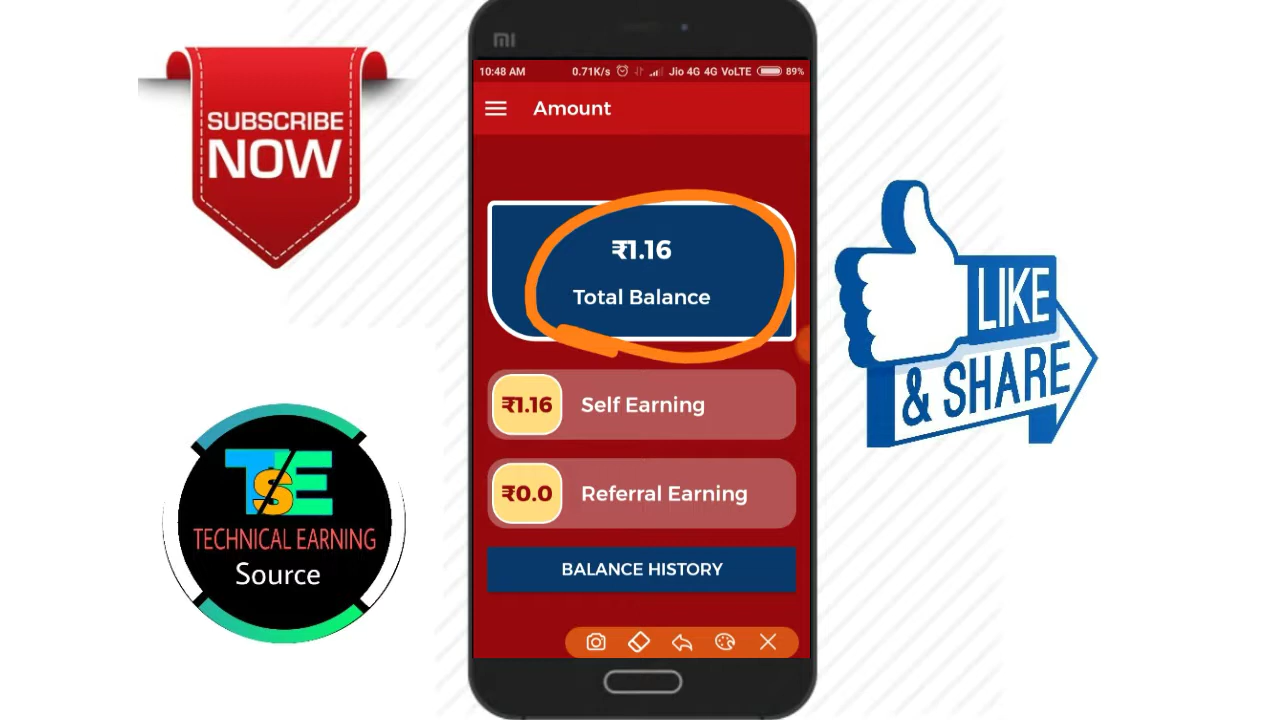 SUBSCRIBE
NOW
TSE
TECHNICAL EARNING
Source
mi
10:48 AM 0.71K/s Jio 4G 4G VoLTE 89%
Amount
₹1.16
Total Balance
₹1.16 Self Earning
₹0.0 Referral Earning
BALANCE HISTORY
LIKE
& SHARE